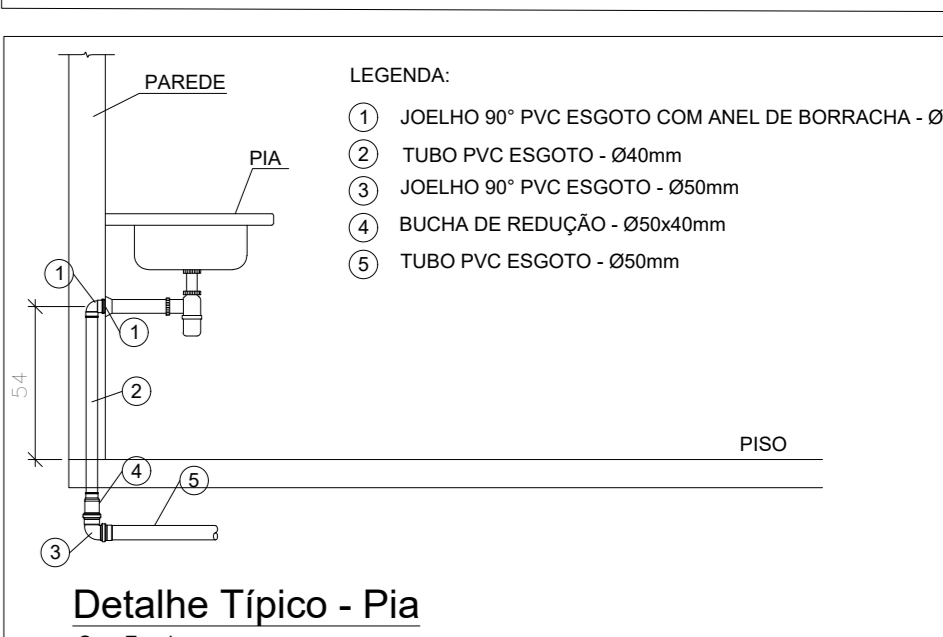 PAREDE
PIA
LEGENDA:
1 JOELHO 90° PVC ESGOTO COM ANEL DE BORRACHA - Ø
2 TUBO PVC ESGOTO - Ø40mm
3 JOELHO 90° PVC ESGOTO - Ø50mm
4 BUCHA DE REDUÇÃO - Ø50x40mm
5 TUBO PVC ESGOTO - Ø50mm
1
1
54
2
PISO
4
5
3
Detalhe Típico - Pia